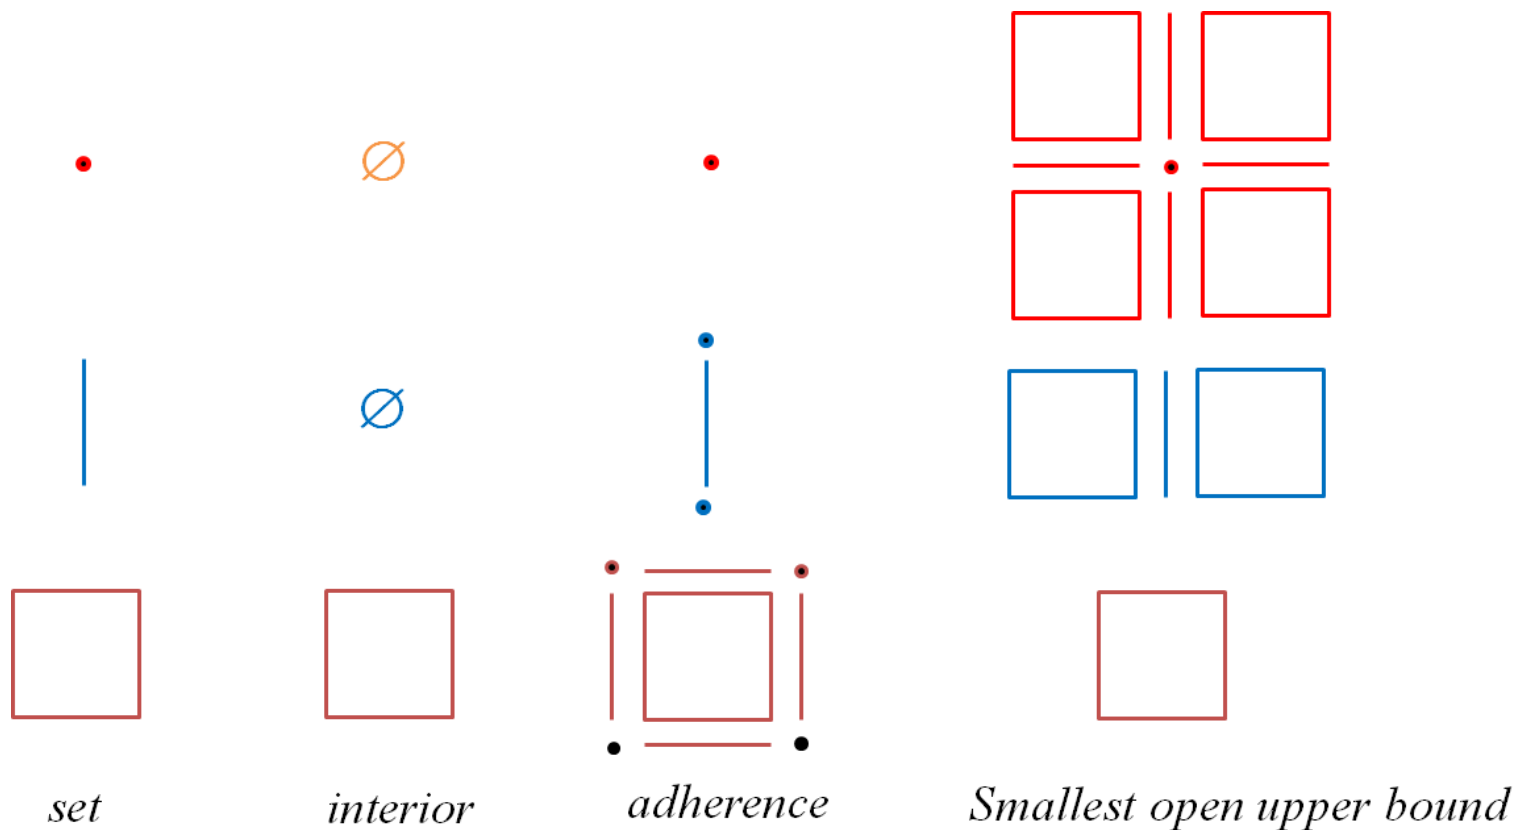 ∅
∅
set interior adherence Smallest open upper bound